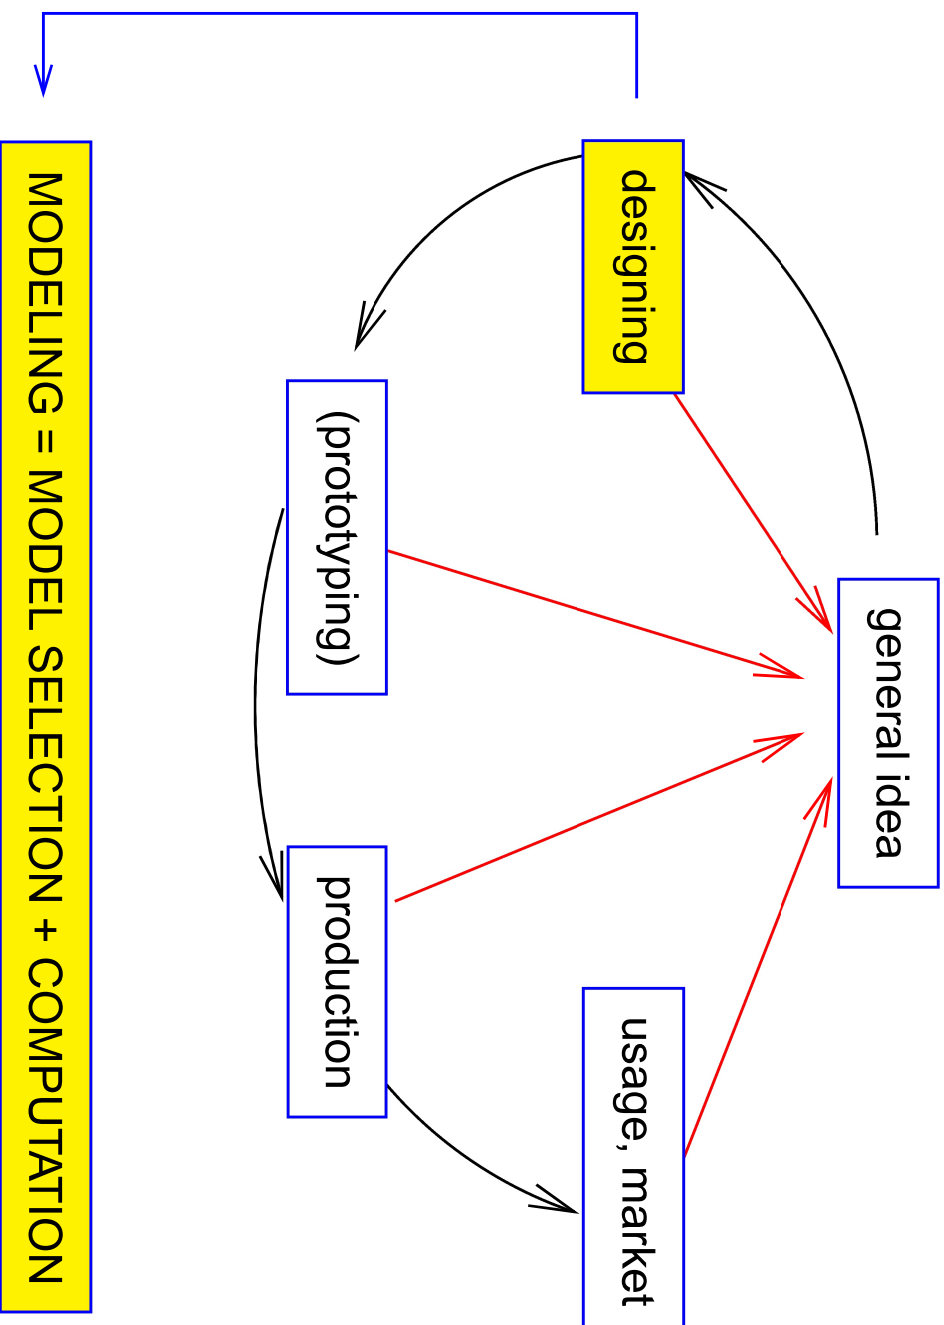 general idea
designing
usage, market
(prototyping)
production
MODELING = MODEL SELECTION + COMPUTATION